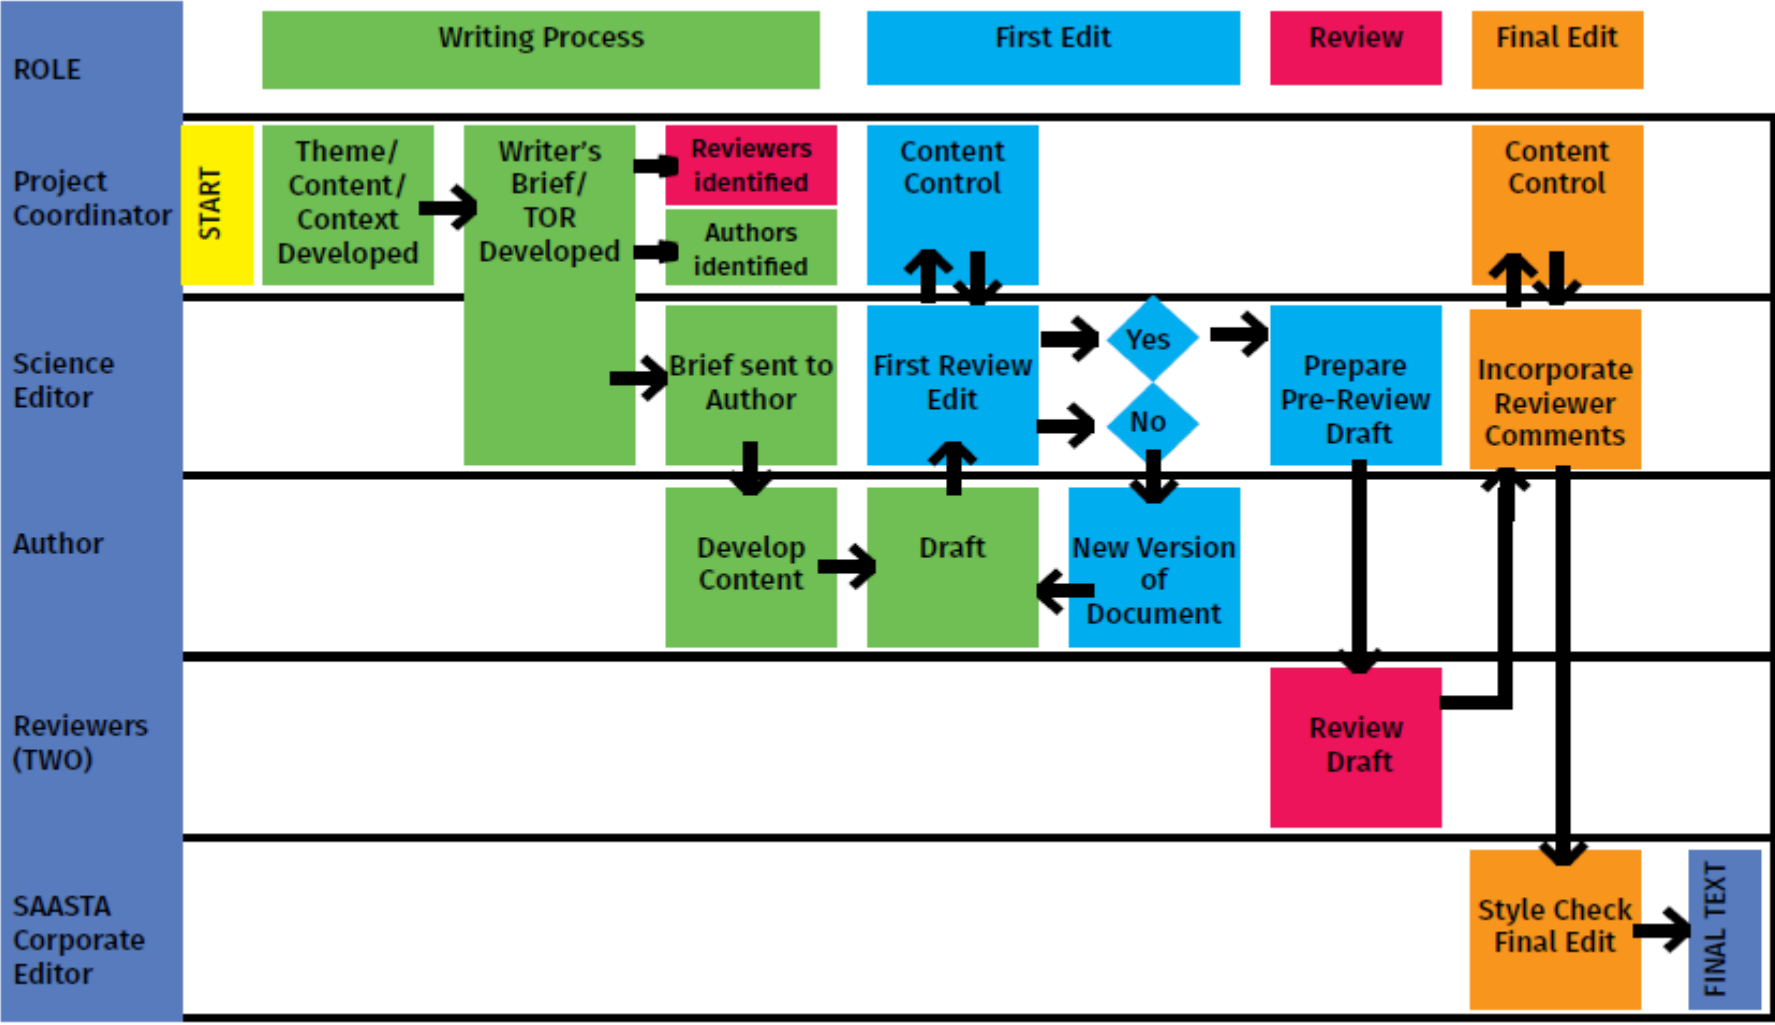 ROLE
Writing Process
First Edit
Review
Final Edit
Project
Coordinator
START
Theme/
Content/
Context
Developed
Writer's
Brief/
TOR
Developed
Reviewers
identified
Authors
identified
Content
Control
Content
Control
Science
Editor
Brief sent to
Author
First Review
Edit
Yes
No
Prepare
Pre-Review
Draft
Incorporate
Reviewer
Comments
Author
Develop
Content
Draft
New Version
of
Document
Reviewers
(TWO)
Review
Draft
SAASTA
Corporate
Editor
Style Check
Final Edit
FINAL TEXT